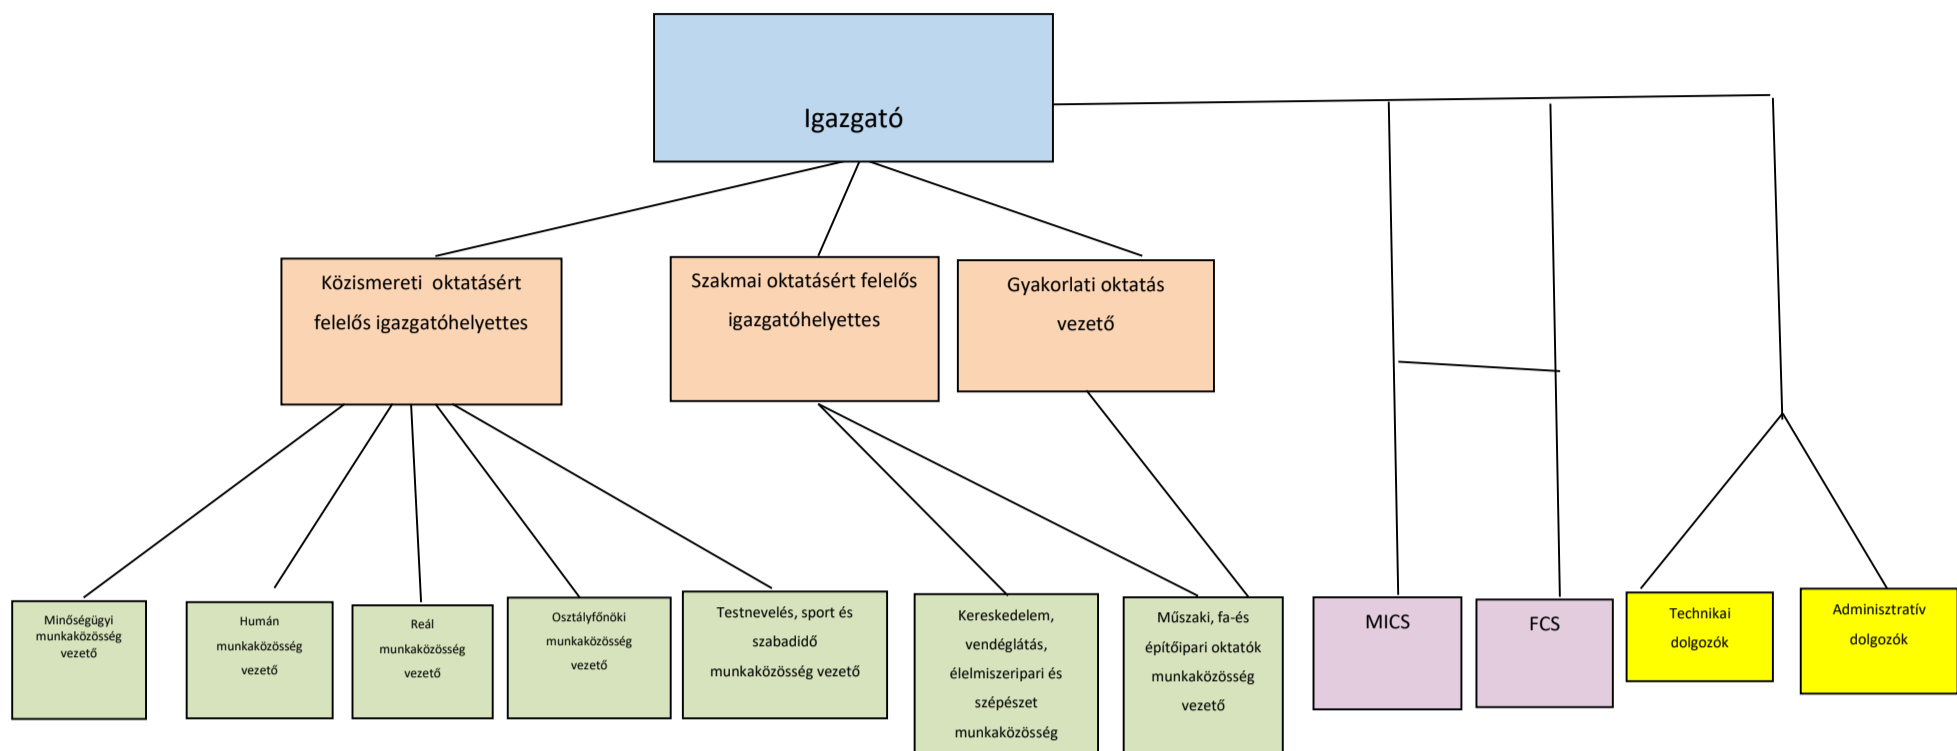 Igazgató
Közismereti oktatásért
felelős igazgatóhelyettes
Szakmai oktatásért felelős
igazgatóhelyettes
Gyakorlati oktatás
vezető
Minőségügyi
munkaközösség
vezető
Humán
munkaközösség
vezető
Reál
munkaközösség
vezető
Osztályfőnöki
munkaközösség
vezető
Testnevelés, sport és
szabadidő
munkaközösség vezető
Kereskedelem,
vendéglátás,
élelmiszeripari és
szépészet
munkaközösség
Műszaki, fa-és
építőipari oktatók
munkaközösség
vezető
MICS
FCS
Technikai
dolgozók
Adminisztratív
dolgozók